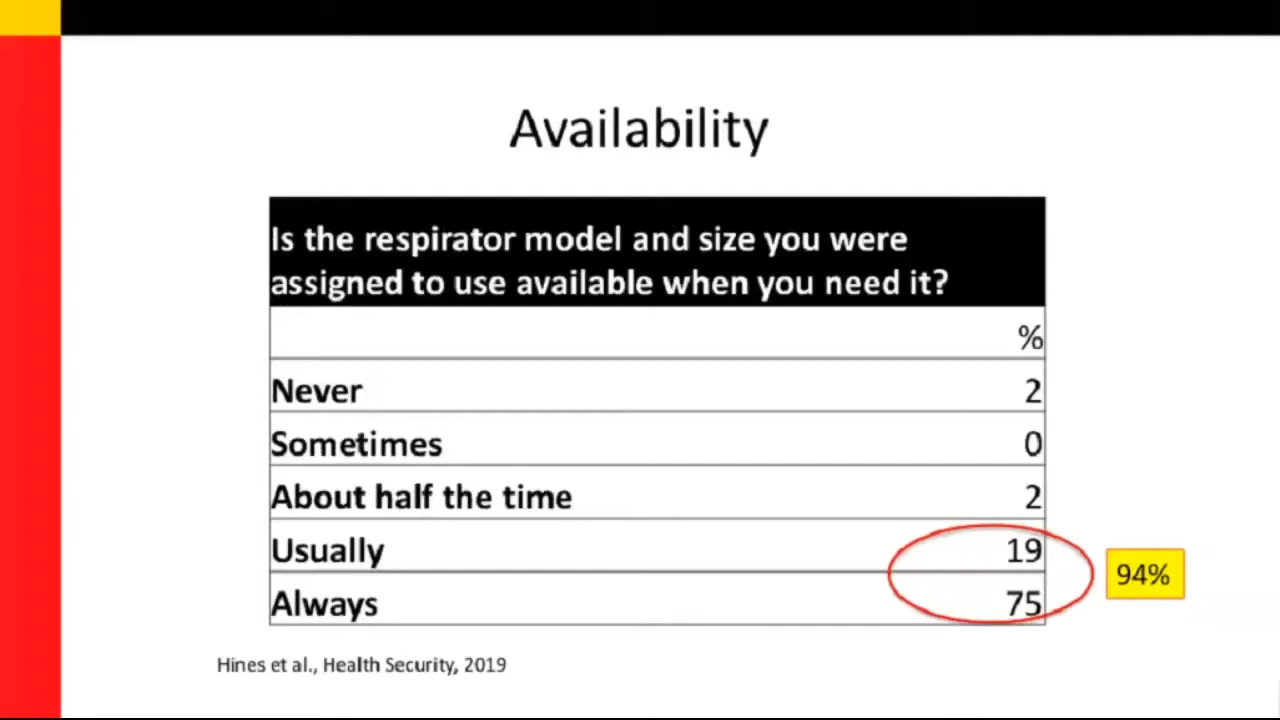 Availability
Is the respirator model and size you were
assigned to use available when you need it?
%
Never 2
Sometimes 0
About half the time 2
Usually 19
Always 75
94%
Hines et al., Health Security, 2019